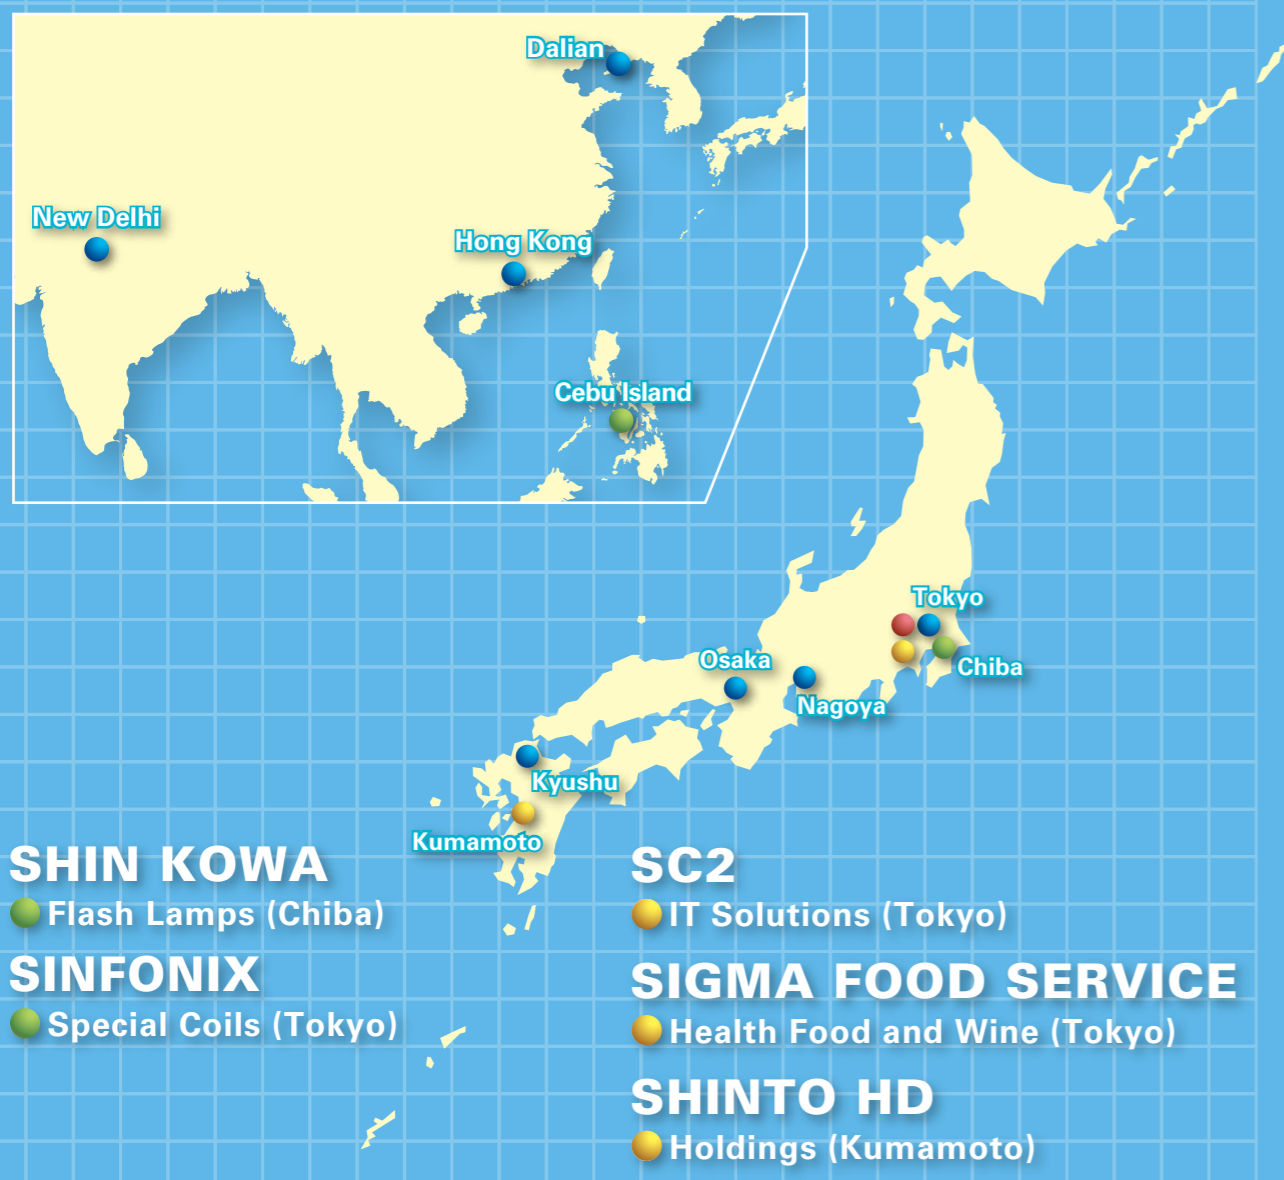 Dalian
New Delhi
Hong Kong
Cebu Island
Tokyo
Chiba
Osaka
Nagoya
Kyushu
Kumamoto
SHIN KOWA
Flash Lamps (Chiba)
SINFONIX
Special Coils (Tokyo)
SC2
IT Solutions (Tokyo)
SIGMA FOOD SERVICE
Health Food and Wine (Tokyo)
SHINTO HD
Holdings (Kumamoto)